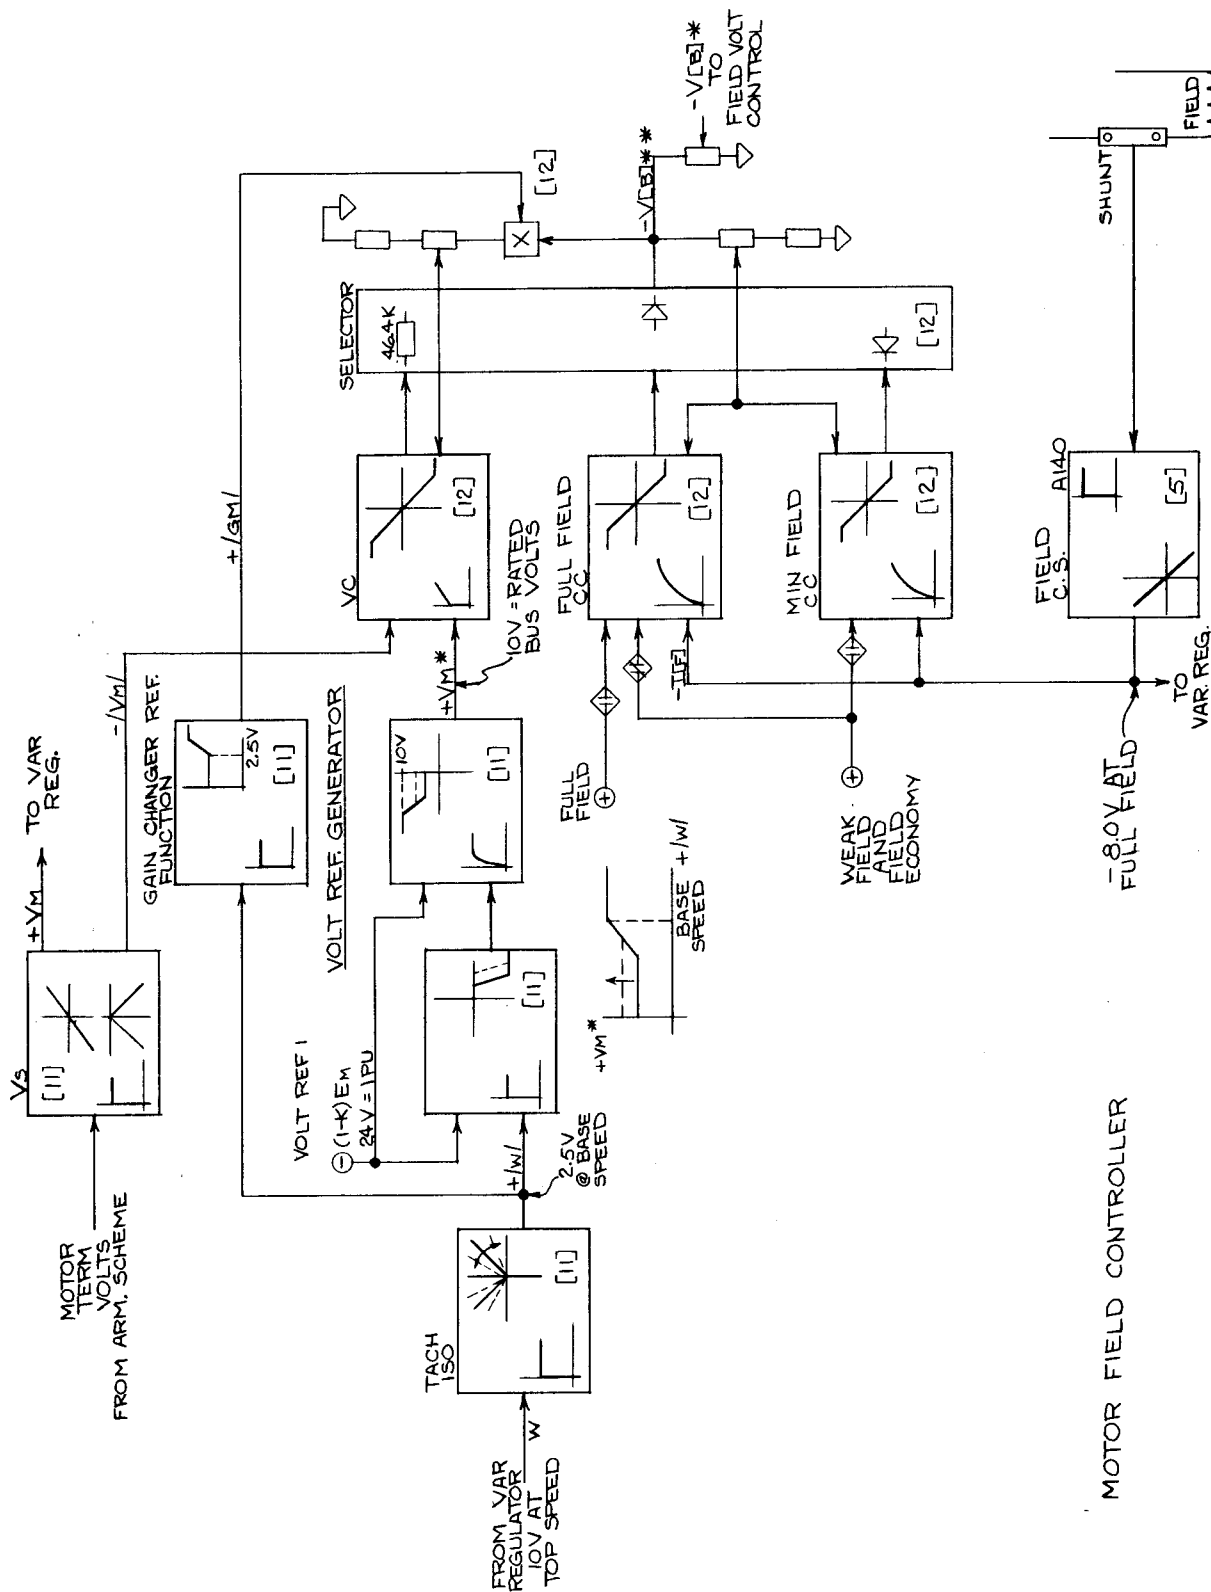 MOTOR
TERM
VOLTS
FROM ARM. SCHEME
Vs
[11]
+VM
TO VAR
REG.
-/VM/
GAIN CHANGER REF.
FUNCTION
2.5V
[11]
+/GM/
VOLT REF 1
(1-K)EM
24V=1PU
VOLT REF. GENERATOR
FROM VAR
REGULATOR
10V AT
TOP SPEED
W
TACH
ISO
[11]
+/W/
2.5V
@ BASE
SPEED
[11]
10V
[11]
+VM*
10V=RATED
BUS VOLTS
+VM*
BASE
SPEED
+/W/
VC
[12]
SELECTOR
464K
[12]
[12]
-V[B]**
-V[B]*
TO
FIELD VOLT
CONTROL
FULL
FIELD
FULL FIELD
CC
[12]
-I[F]
WEAK
FIELD
AND
FIELD
ECONOMY
MIN FIELD
CC
[12]
-8.0V AT
FULL FIELD
TO
VAR. REG.
FIELD
C.S.
A140
[5]
SHUNT
FIELD
MOTOR FIELD CONTROLLER